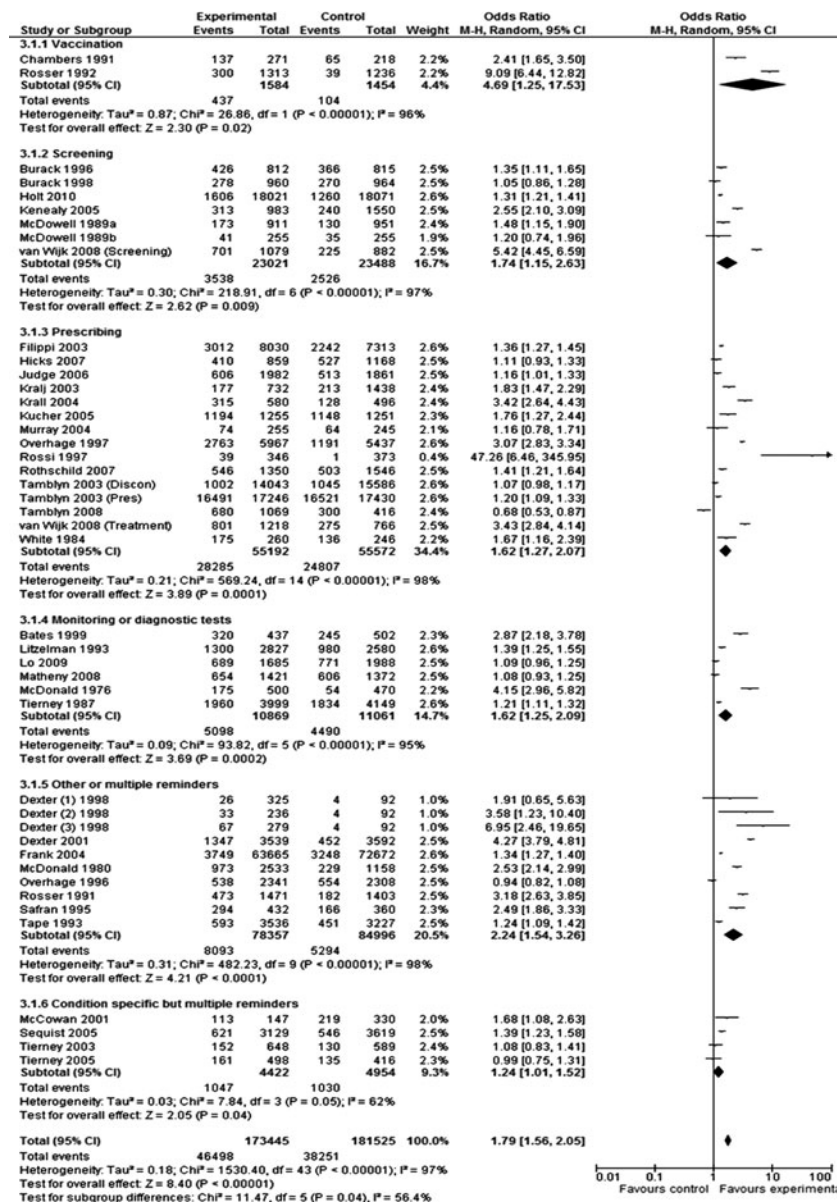 Experimental Control Odds Ratio Odds Ratio
Study or Subgroup Events Total Events Total Weight M-H, Random, 95% CI M-H, Random, 95% CI
3.1.1 Vaccination
Chambers 1991 137 271 65 218 2.2% 2.41 [1.65, 3.50]
Rosser 1992 300 1313 39 1236 2.2% 9.09 [6.44, 12.82]
Subtotal (95% CI) 1584 1454 4.4% 4.69 [1.25, 17.53]
Total events 437 104
Heterogeneity: Tau² = 0.87; Chi² = 26.86, df = 1 (P < 0.00001); I² = 96%
Test for overall effect: Z = 2.30 (P = 0.02)
3.1.2 Screening
Burack 1996 426 812 366 815 2.5% 1.35 [1.11, 1.65]
Burack 1998 278 960 270 964 2.5% 1.05 [0.86, 1.28]
Holt 2010 1606 18021 1260 18071 2.6% 1.31 [1.21, 1.41]
Kenealy 2005 313 983 240 1550 2.5% 2.55 [2.10, 3.09]
McDowell 1989a 173 911 130 951 2.4% 1.48 [1.15, 1.90]
McDowell 1989b 41 255 35 255 1.9% 1.20 [0.74, 1.96]
van Wijk 2008 (Screening) 701 1079 225 882 2.5% 5.42 [4.45, 6.59]
Subtotal (95% CI) 23021 23488 16.7% 1.74 [1.15, 2.63]
Total events 3538 2526
Heterogeneity: Tau² = 0.30; Chi² = 218.91, df = 6 (P < 0.00001); I² = 97%
Test for overall effect: Z = 2.62 (P = 0.009)
3.1.3 Prescribing
Filippi 2003 3012 8030 2242 7313 2.6% 1.36 [1.27, 1.45]
Hicks 2007 410 859 527 1168 2.5% 1.11 [0.93, 1.33]
Judge 2006 606 1982 513 1861 2.5% 1.16 [1.01, 1.33]
Kralj 2003 177 732 213 1438 2.4% 1.83 [1.47, 2.29]
Krall 2004 315 580 128 496 2.4% 3.42 [2.64, 4.43]
Kucher 2005 1194 1255 1148 1251 2.2% 1.76 [1.27, 2.44]
Murray 2004 74 255 64 245 2.1% 1.16 [0.78, 1.71]
Overhage 1997 2763 5967 1191 5437 2.6% 3.07 [2.83, 3.34]
Rossi 1997 39 346 1 373 0.4% 47.26 [6.46, 345.95]
Rothschild 2007 546 1350 503 1546 2.5% 1.41 [1.21, 1.64]
Tamblyn 2003 (Discon) 1002 14043 1045 15586 2.6% 1.07 [0.98, 1.17]
Tamblyn 2003 (Pres) 16491 17246 16521 17430 2.6% 1.20 [1.09, 1.33]
Tamblyn 2008 680 1069 300 416 2.4% 0.68 [0.53, 0.87]
van Wijk 2008 (Treatment) 801 1218 275 766 2.5% 3.43 [2.84, 4.14]
White 1984 175 260 136 246 2.1% 1.67 [1.16, 2.39]
Subtotal (95% CI) 55192 55572 34.4% 1.62 [1.27, 2.07]
Total events 28285 24807
Heterogeneity: Tau² = 0.21; Chi² = 569.24, df = 14 (P < 0.00001); I² = 98%
Test for overall effect: Z = 3.89 (P = 0.0001)
3.1.4 Monitoring or diagnostic tests
Bates 1999 320 437 245 502 2.3% 2.87 [2.18, 3.78]
Litzelman 1993 1300 2827 980 2580 2.6% 1.39 [1.25, 1.55]
Lo 2009 689 1685 771 1988 2.5% 1.09 [0.96, 1.25]
Matheny 2008 654 1421 606 1372 2.5% 1.08 [0.93, 1.25]
McDonald 1976 175 500 54 470 2.2% 4.15 [2.96, 5.82]
Tierney 1987 1960 3999 1834 4149 2.6% 1.21 [1.11, 1.32]
Subtotal (95% CI) 10869 11061 14.7% 1.62 [1.25, 2.09]
Total events 5098 4490
Heterogeneity: Tau² = 0.09; Chi² = 93.82, df = 5 (P < 0.00001); I² = 95%
Test for overall effect: Z = 3.69 (P = 0.0002)
3.1.5 Other or multiple reminders
Dexter (1) 1998 26 325 4 92 1.0% 1.91 [0.65, 5.63]
Dexter (2) 1998 33 236 4 92 1.0% 3.58 [1.23, 10.40]
Dexter (3) 1998 67 279 4 92 1.0% 6.95 [2.46, 19.65]
Dexter 2001 1347 3539 452 3592 2.5% 4.27 [3.79, 4.81]
Frank 2004 3749 63665 3248 72672 2.6% 1.34 [1.27, 1.40]
McDonald 1980 973 2533 229 1158 2.5% 2.53 [2.14, 2.99]
Overhage 1996 538 2341 554 2308 2.5% 0.94 [0.82, 1.08]
Rosser 1991 473 1471 182 1403 2.5% 3.18 [2.63, 3.85]
Safran 1995 294 432 166 360 2.3% 2.49 [1.86, 3.33]
Tape 1993 593 3536 451 3227 2.5% 1.24 [1.09, 1.42]
Subtotal (95% CI) 78357 84996 20.5% 2.24 [1.54, 3.26]
Total events 8093 5294
Heterogeneity: Tau² = 0.31; Chi² = 482.23, df = 9 (P < 0.00001); I² = 98%
Test for overall effect: Z = 4.21 (P < 0.0001)
3.1.6 Condition specific but multiple reminders
McCowan 2001 113 147 219 330 2.0% 1.68 [1.08, 2.63]
Sequist 2005 621 3129 546 3619 2.5% 1.39 [1.23, 1.58]
Tierney 2003 152 648 130 589 2.4% 1.08 [0.83, 1.41]
Tierney 2005 161 498 135 416 2.4% 0.99 [0.75, 1.31]
Subtotal (95% CI) 4422 4954 9.3% 1.24 [1.01, 1.52]
Total events 1047 1030
Heterogeneity: Tau² = 0.03; Chi² = 7.84, df = 3 (P = 0.05); I² = 62%
Test for overall effect: Z = 2.05 (P = 0.04)
Total (95% CI) 173445 181525 100.0% 1.79 [1.56, 2.05]
Total events 46498 38251
Heterogeneity: Tau² = 0.18; Chi² = 1530.40, df = 43 (P < 0.00001); I² = 97%
Test for overall effect: Z = 8.40 (P < 0.00001)
Test for subgroup differences: Chi² = 11.47, df = 5 (P = 0.04), I² = 56.4%
0.01 0.1 1 10 100
Favours control Favours experimental